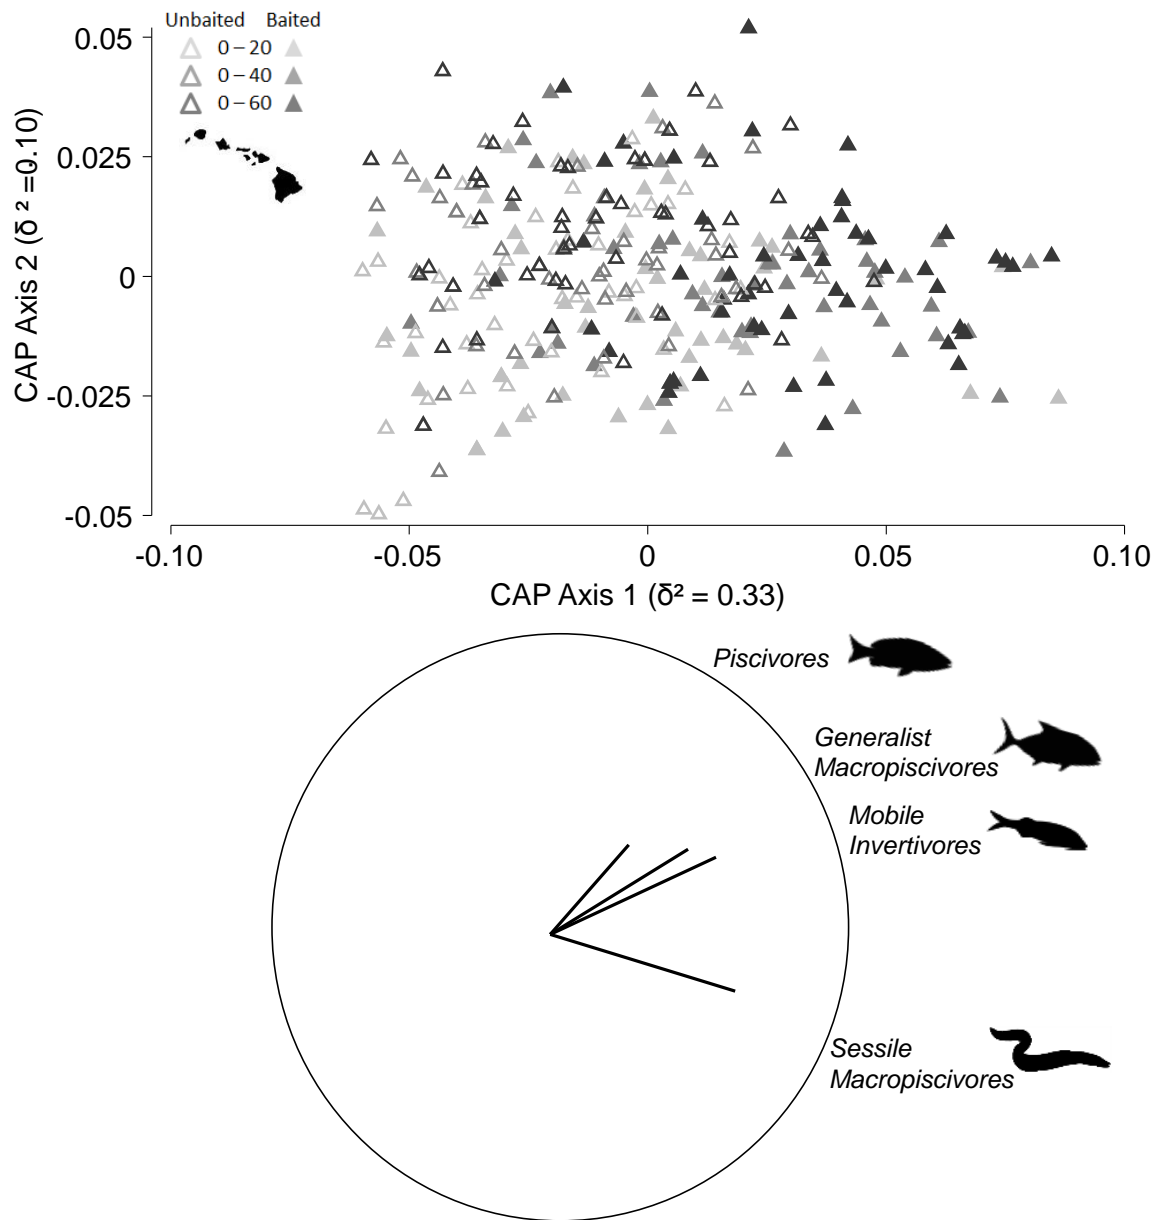 Unbaited Baited
0–20
0–40
0–60
CAP Axis 2 (δ ² =0.10)
0.05
0.025
0
-0.025
-0.05
-0.10 -0.05 0 0.05 0.10
CAP Axis 1 (δ² = 0.33)
Piscivores
Generalist
Macropiscivores
Mobile
Invertivores
Sessile
Macropiscivores